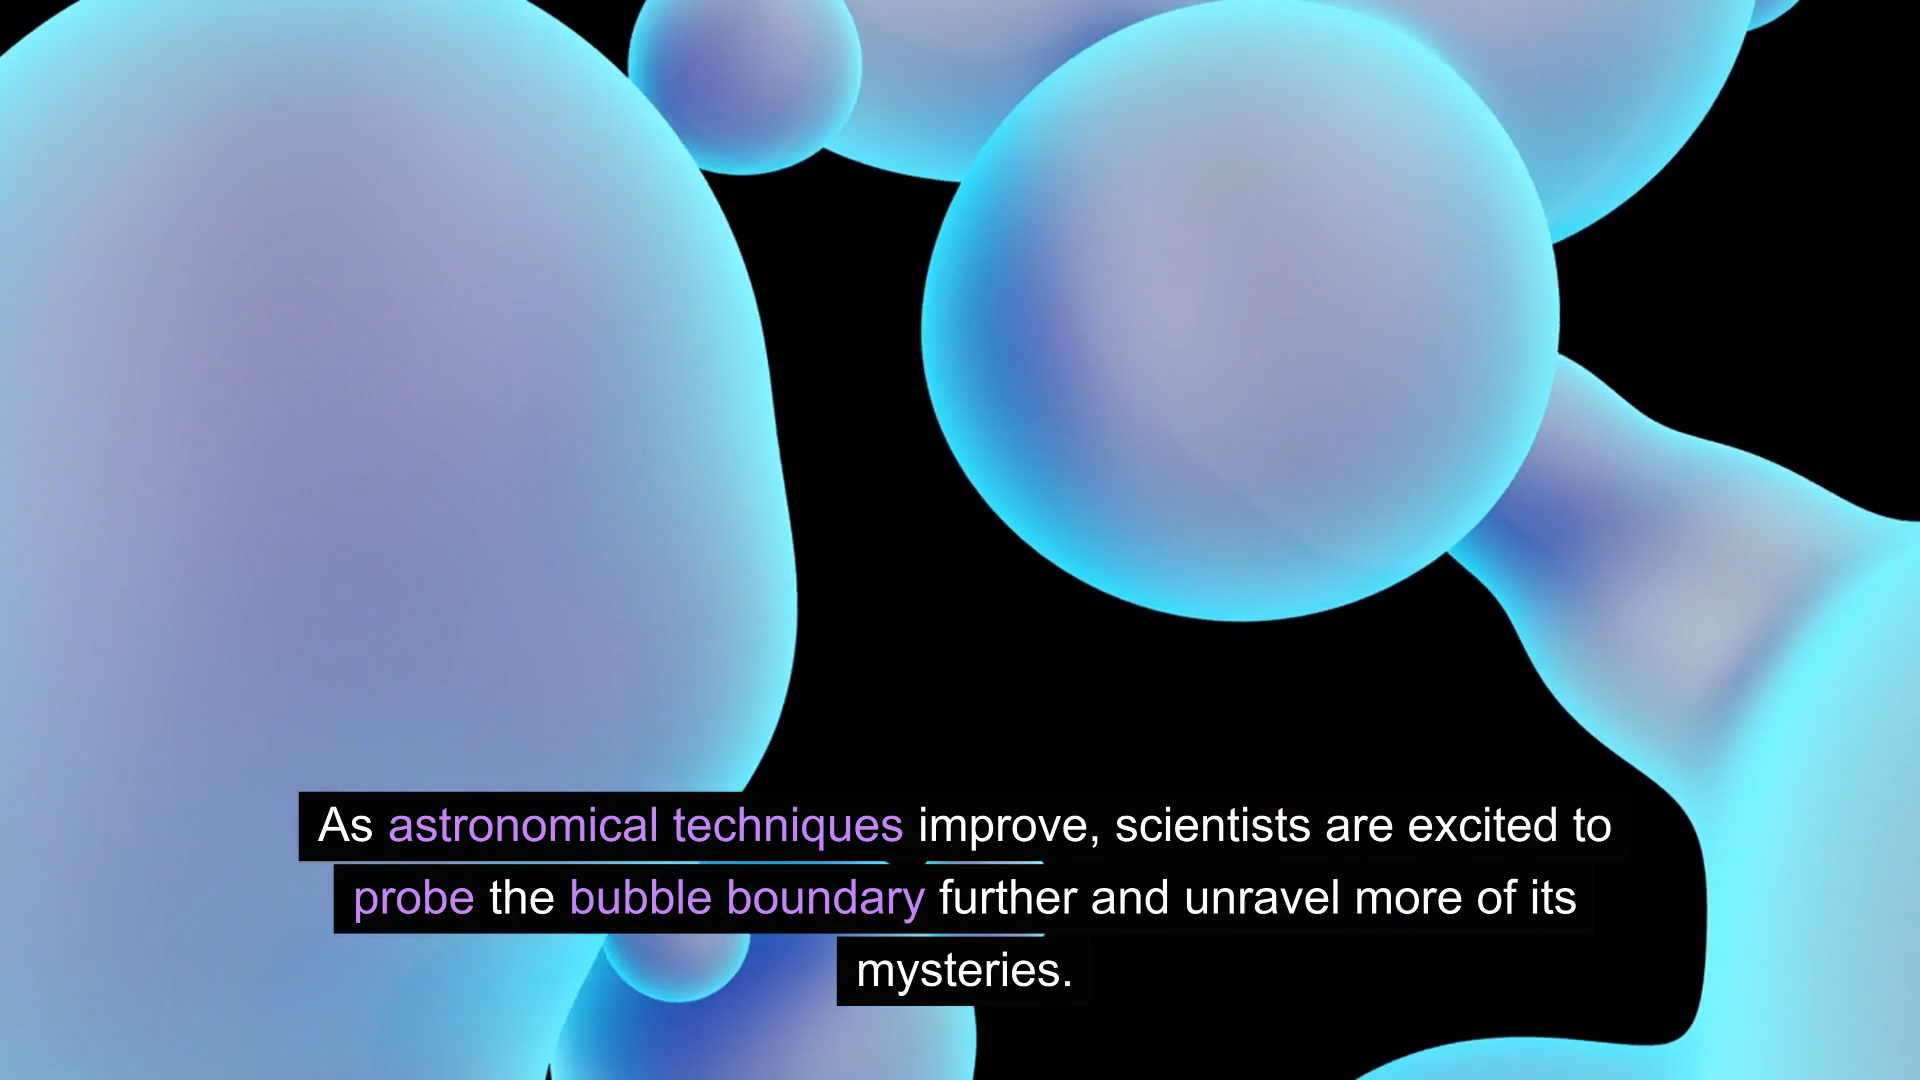 As astronomical techniques improve, scientists are excited to
probe the bubble boundary further and unravel more of its
mysteries.